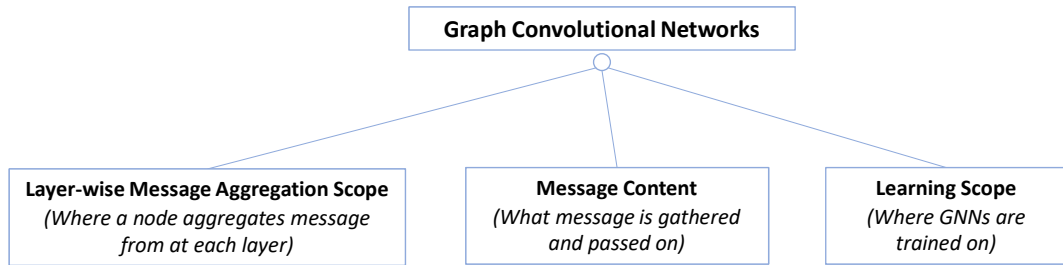 Graph Convolutional Networks
Layer-wise Message Aggregation Scope
(Where a node aggregates message
from at each layer)
Message Content
(What message is gathered
and passed on)
Learning Scope
(Where GNNs are
trained on)